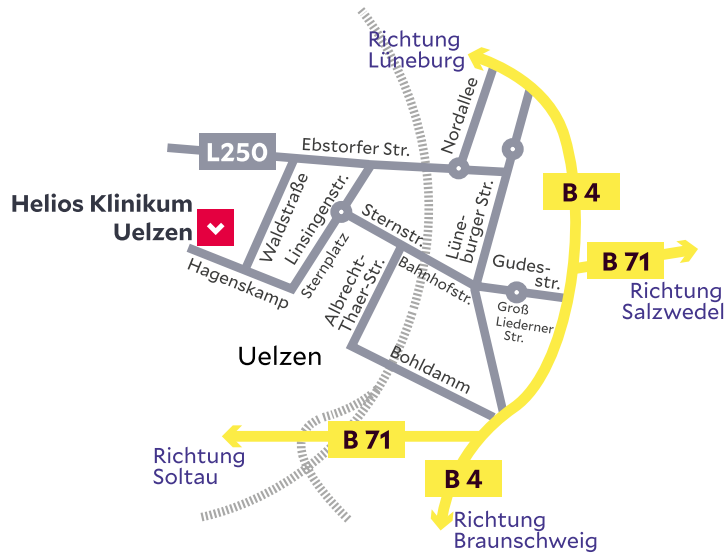 Richtung
Lüneburg
Nordallee
L250
Ebstorfer Str.
B 4
Helios Klinikum
Uelzen
Waldstraße
Linsingenstr.
Sternplatz
Sternstr.
Lüne-
burger Str.
Hagenskamp
Albrecht-
Thaer-Str.
Bahnhofstr.
Gudes-
str.
Groß
Liederner
Str.
B 71
Richtung
Salzwedel
Uelzen
Bohldamm
B 71
Richtung
Soltau
B 4
Richtung
Braunschweig